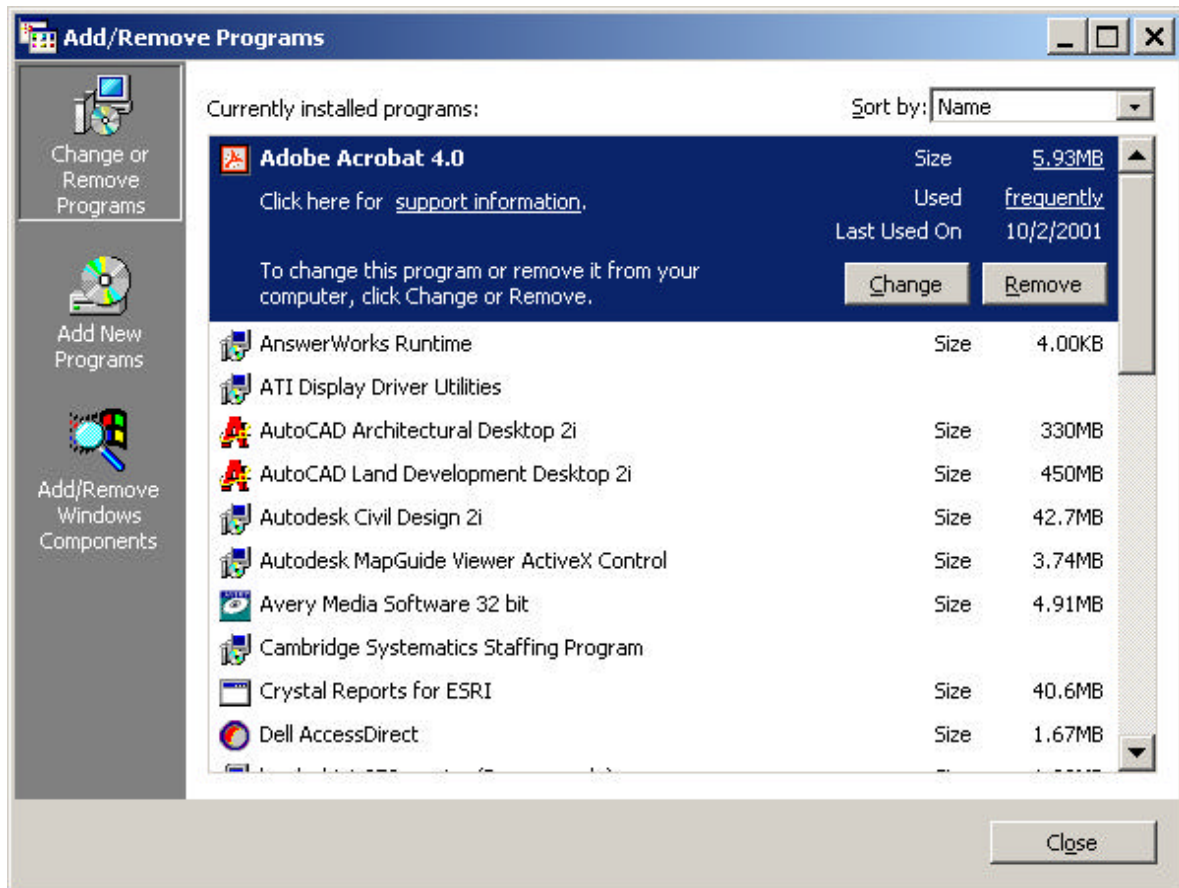 Add/Remove Programs
Change or
Remove
Programs
Add New
Programs
Add/Remove
Windows
Components
Currently installed programs:
Sort by: Name
Adobe Acrobat 4.0 Size 5.93MB
Click here for support information. Used frequently
Last Used On 10/2/2001
To change this program or remove it from your
computer, click Change or Remove.
Change Remove
AnswerWorks Runtime Size 4.00KB
ATI Display Driver Utilities
AutoCAD Architectural Desktop 2i Size 330MB
AutoCAD Land Development Desktop 2i Size 450MB
Autodesk Civil Design 2i Size 42.7MB
Autodesk MapGuide Viewer ActiveX Control Size 3.74MB
Avery Media Software 32 bit Size 4.91MB
Cambridge Systematics Staffing Program
Crystal Reports for ESRI Size 40.6MB
Dell AccessDirect Size 1.67MB
Close